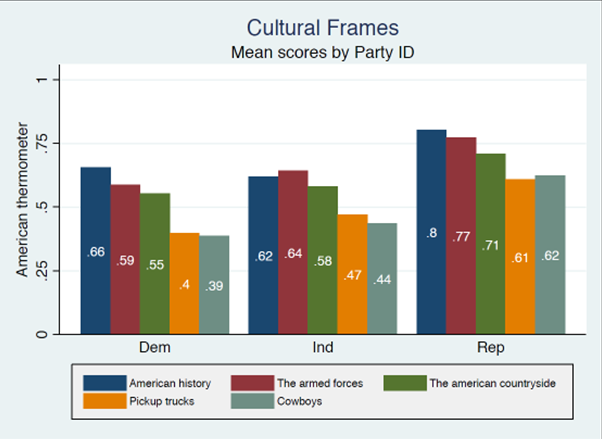 Cultural Frames
Mean scores by Party ID
American thermometer
1
.75
.5
.25
0
.66 .59 .55 .4 .39
.62 .64 .58 .47 .44
.8 .77 .71 .61 .62
Dem Ind Rep
American history The armed forces The american countryside
Pickup trucks Cowboys